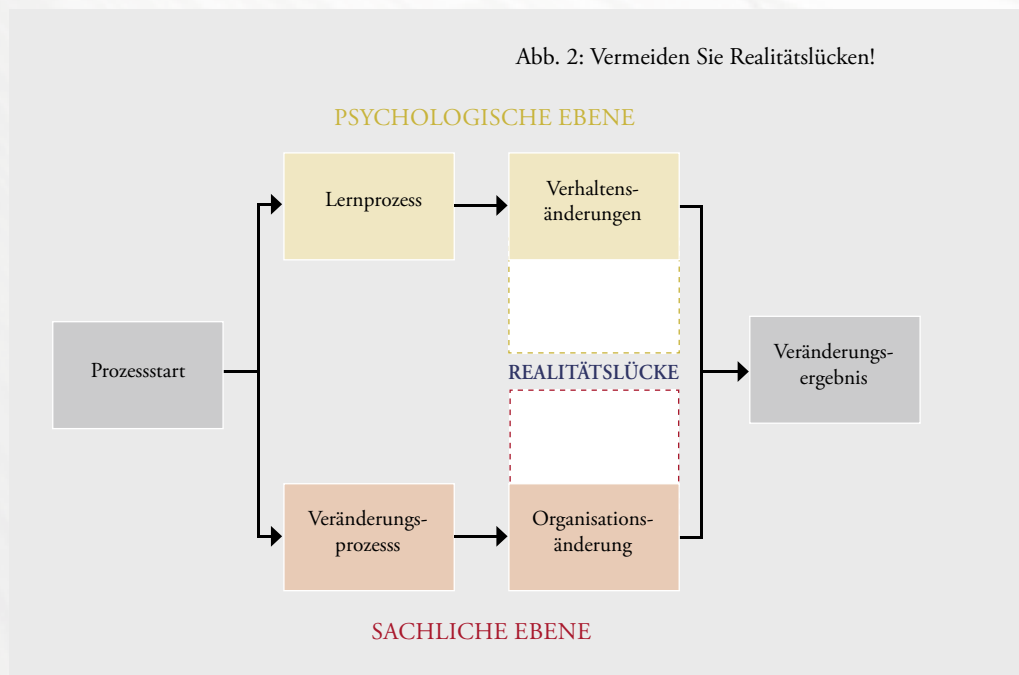 Abb. 2: Vermeiden Sie Realitätslücken!
PSYCHOLOGISCHE EBENE
Lernprozess
Verhaltens-
änderungen
Prozessstart
REALITÄTSLÜCKE
Veränderungs-
ergebnis
Veränderungs-
prozesss
Organisations-
änderung
SACHLICHE EBENE